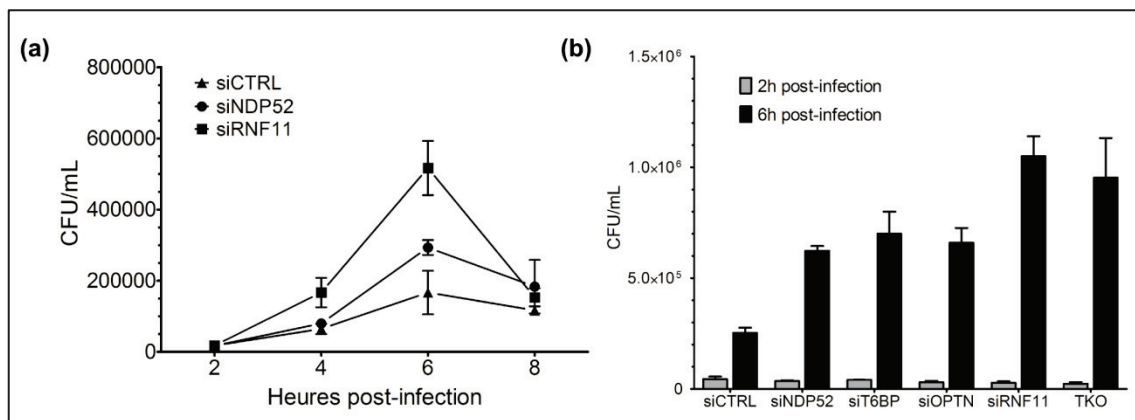 (a)
800000
600000
400000
200000
0
CFU/mL
siCTRL
siNDP52
siRNF11
2 4 6 8
Heures post-infection
(b)
1.5×10⁶
1.0×10⁶
5.0×10⁵
0
CFU/mL
2h post-infection
6h post-infection
siCTRL siNDP52 siT6BP siOPTN siRNF11 TKO